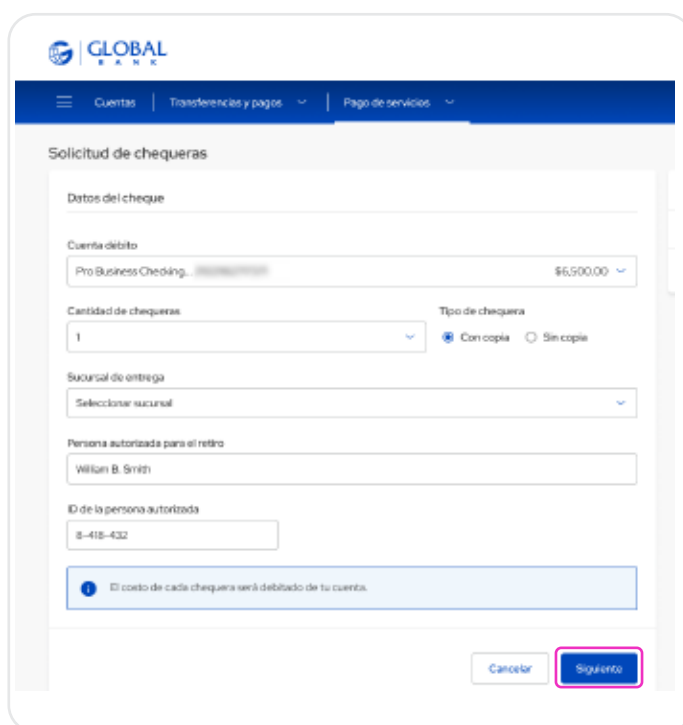 GLOBAL
BANK
Cuentas
Transferencias y pagos
Pago de servicios
Solicitud de chequeras
Datos del cheque
Cuenta débito
Pro Business Checking... $6,500.00
Cantidad de chequeras Tipo de chequera
1 Con copia Sin copia
Sucursal de entrega
Seleccionar sucursal
Persona autorizada para el retiro
William B. Smith
ID de la persona autorizada
8-418-432
El costo de cada chequera será debitado de tu cuenta.
Cancelar Siguiente